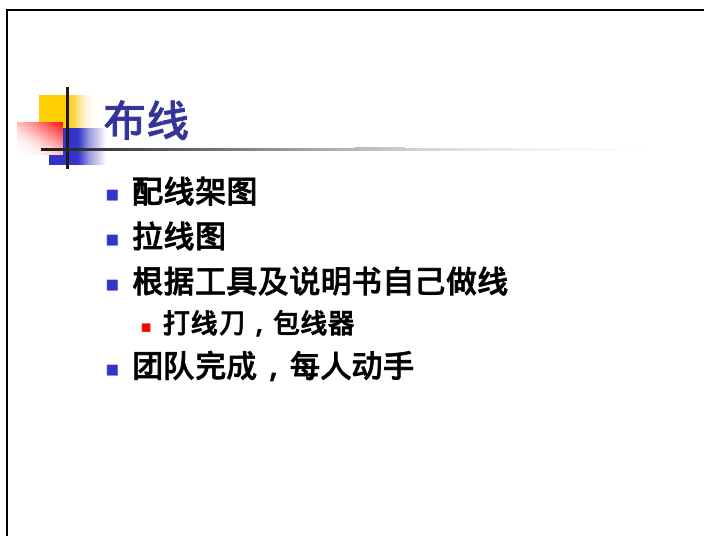 布线
配线架图
拉线图
根据工具及说明书自己做线
打线刀，包线器
团队完成，每人动手